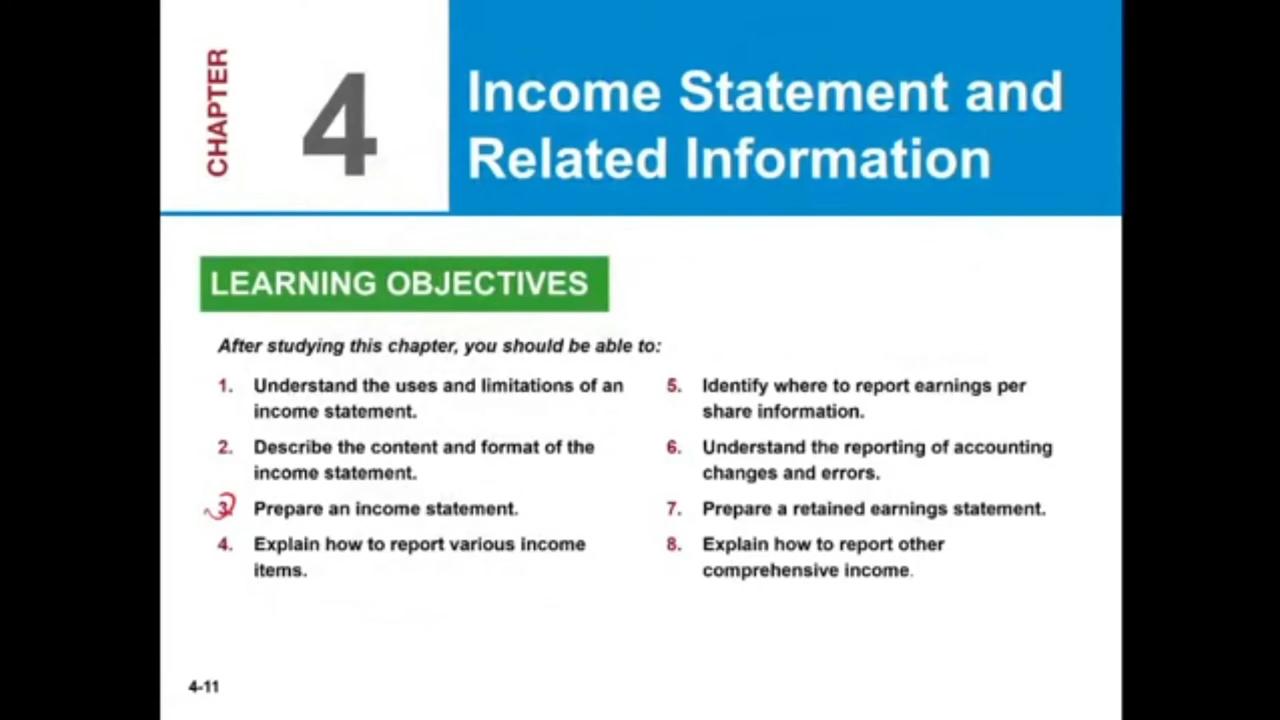 CHAPTER
4
Income Statement and
Related Information
LEARNING OBJECTIVES
After studying this chapter, you should be able to:
1. Understand the uses and limitations of an
income statement.
2. Describe the content and format of the
income statement.
3. Prepare an income statement.
4. Explain how to report various income
items.
5. Identify where to report earnings per
share information.
6. Understand the reporting of accounting
changes and errors.
7. Prepare a retained earnings statement.
8. Explain how to report other
comprehensive income.
4-11